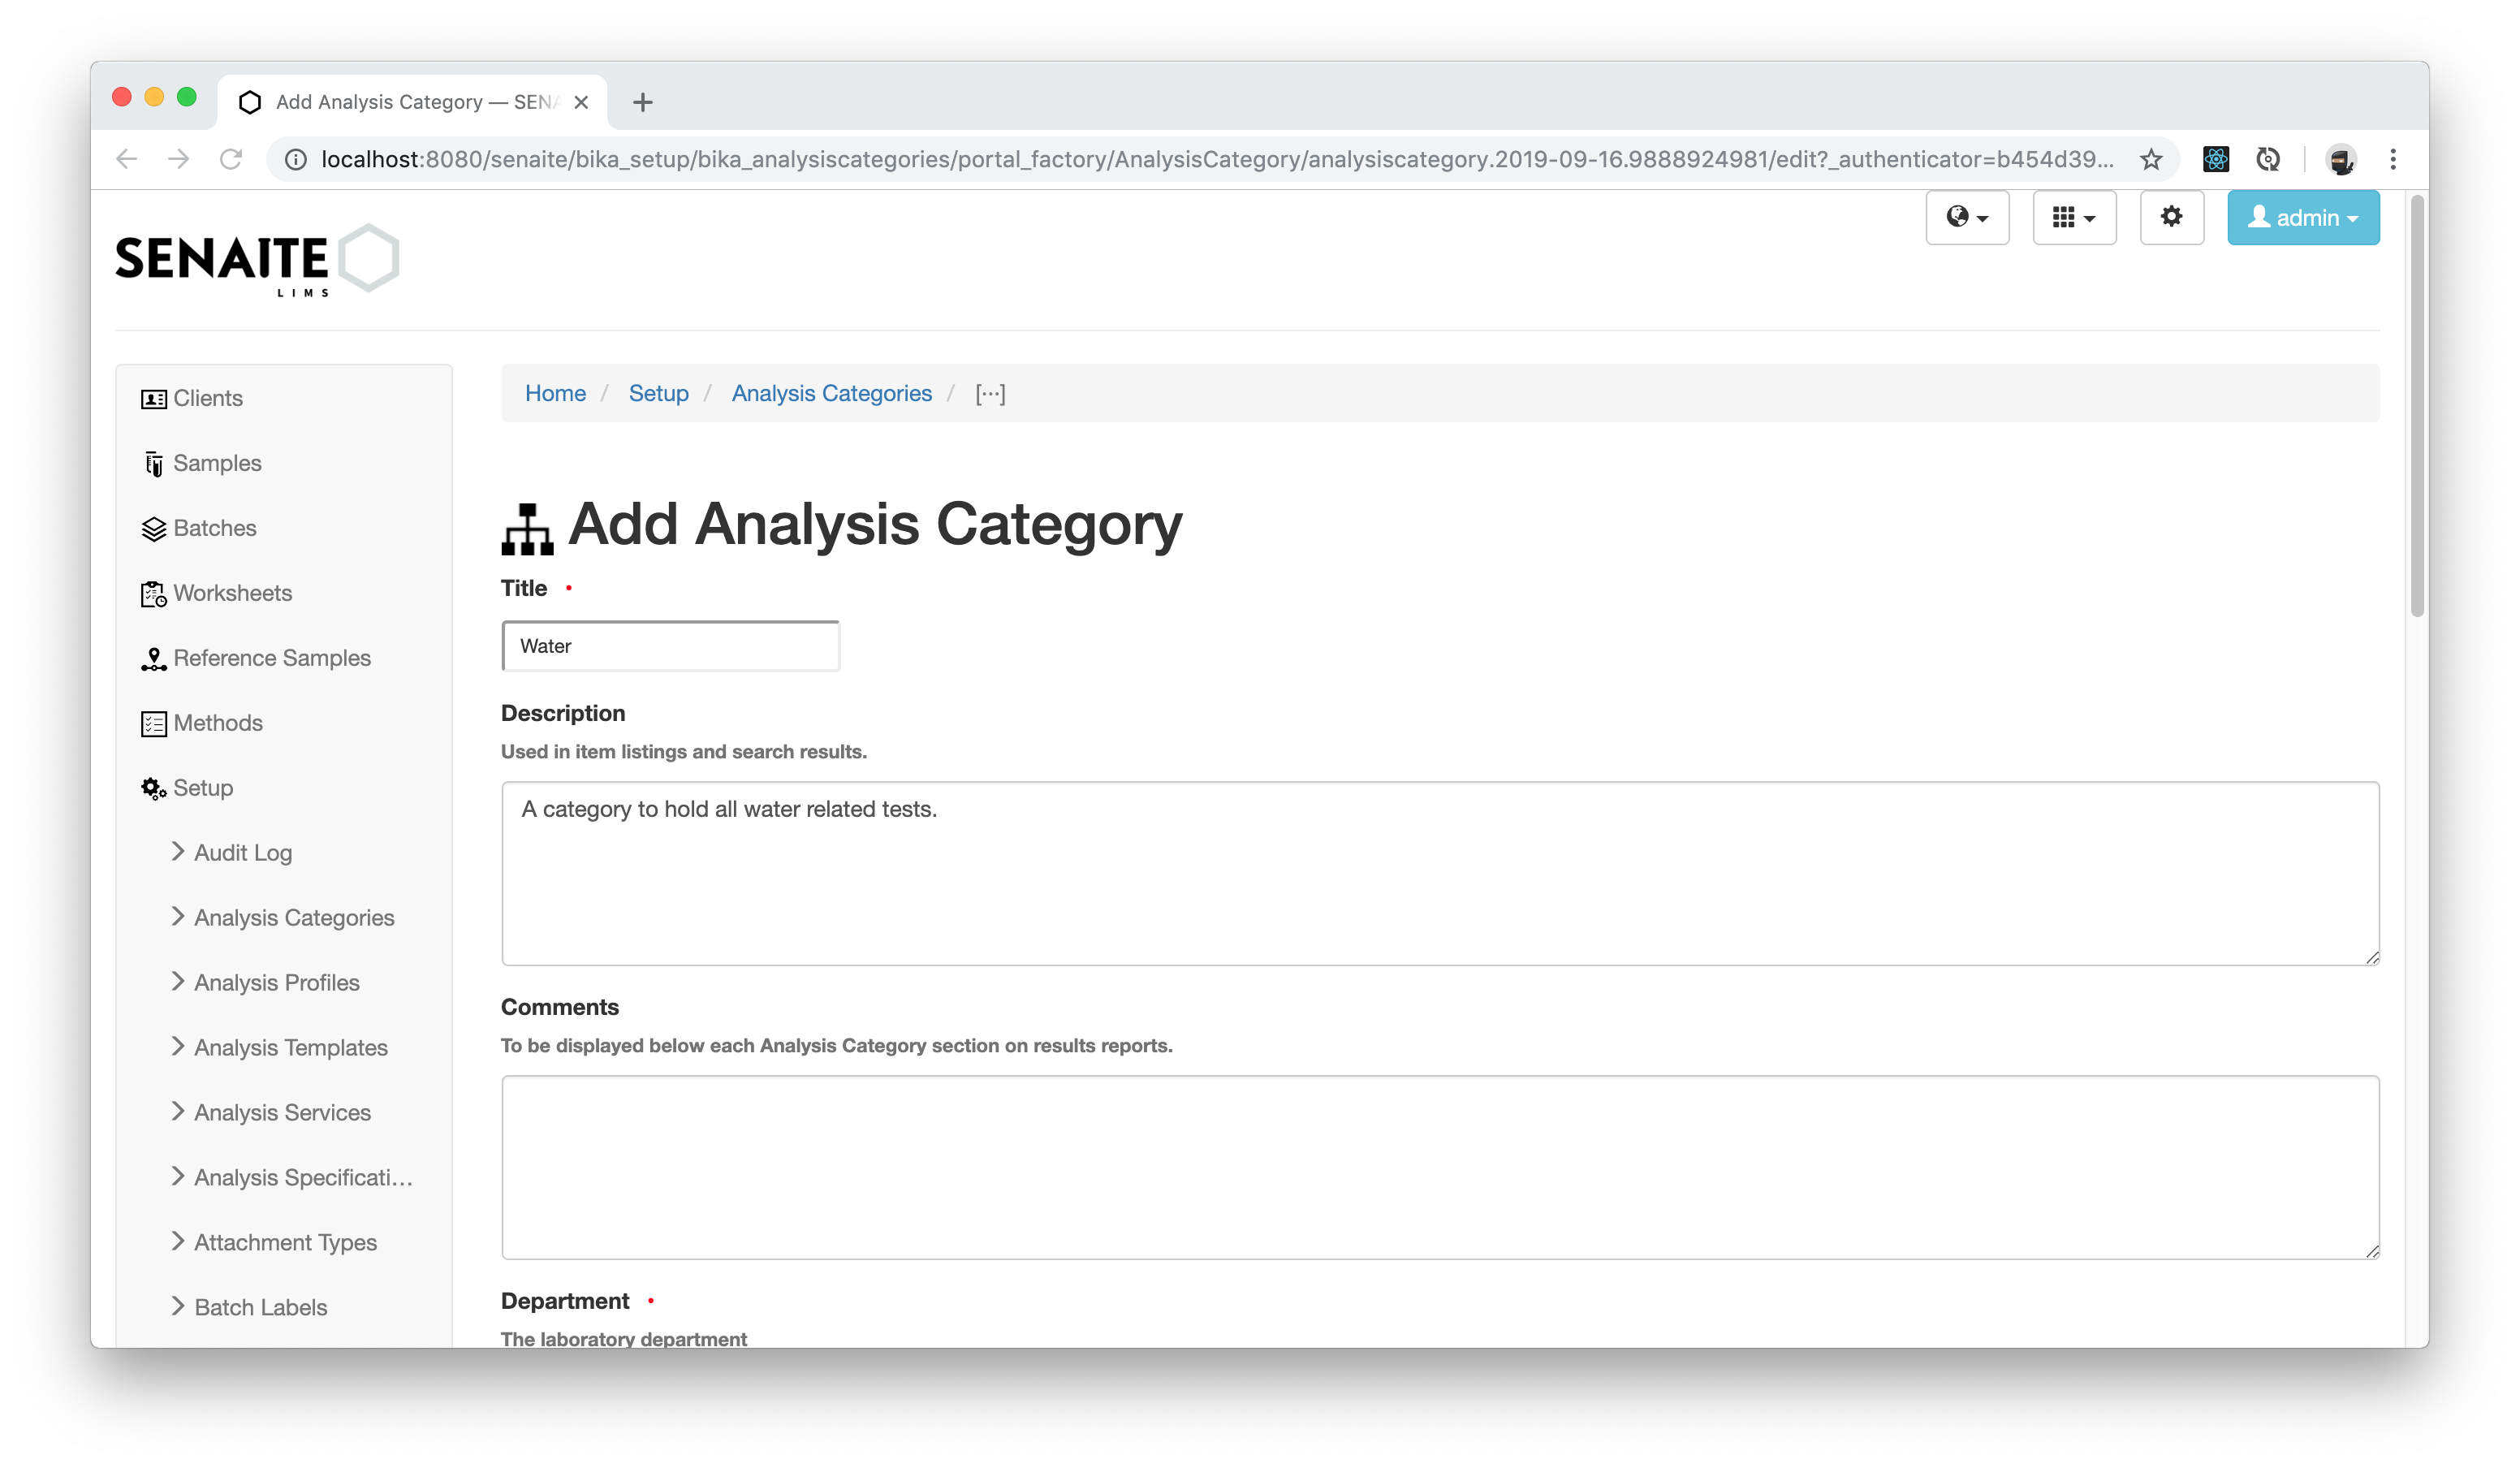 Add Analysis Category — SENA
localhost:8080/senaite/bika_setup/bika_analysiscategories/portal_factory/AnalysisCategory/analysiscategory.2019-09-16.9888924981/edit?_authenticator=b454d39...
SENAITE
LIMS
admin
Clients
Samples
Batches
Worksheets
Reference Samples
Methods
Setup
Audit Log
Analysis Categories
Analysis Profiles
Analysis Templates
Analysis Services
Analysis Specificati...
Attachment Types
Batch Labels
Home / Setup / Analysis Categories / [...]
Add Analysis Category
Title
Water
Description
Used in item listings and search results.
A category to hold all water related tests.
Comments
To be displayed below each Analysis Category section on results reports.
Department
The laboratory department